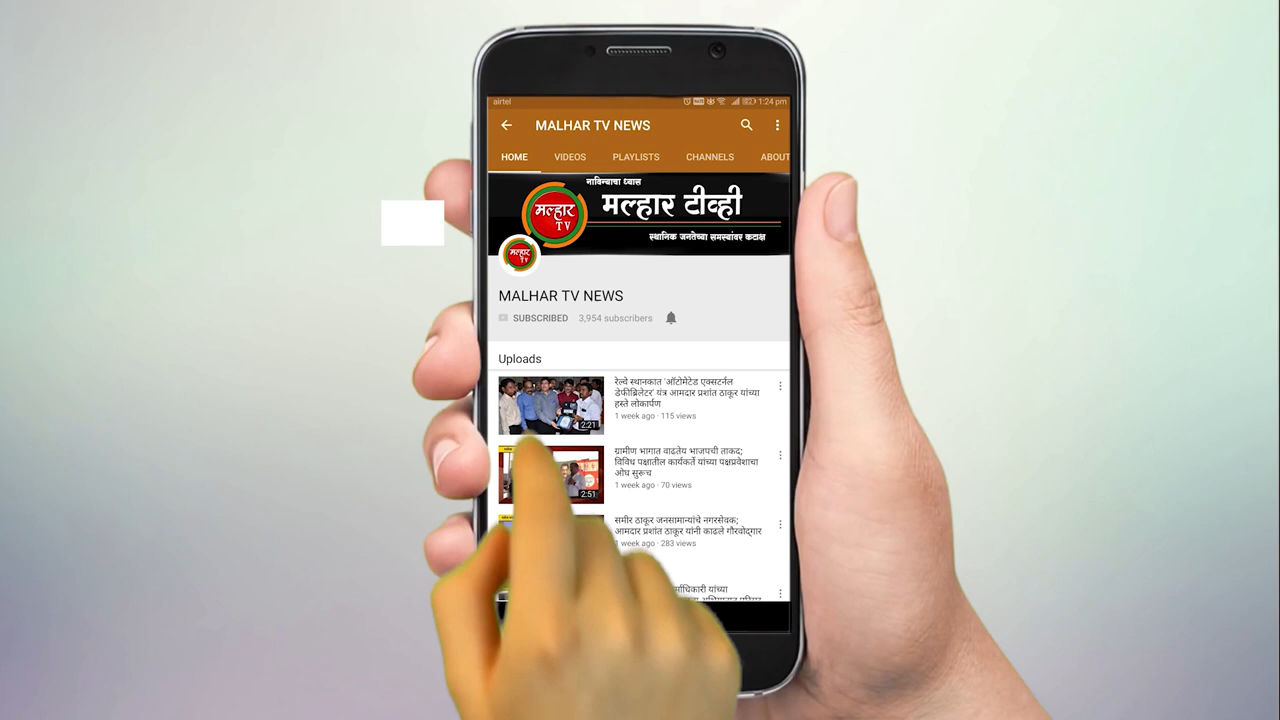 airtel 1:24 pm
MALHAR TV NEWS
HOME VIDEOS PLAYLISTS CHANNELS ABOUT
नाविन्याचा ध्यास
मल्हार टीव्ही
मल्हार
TV
स्थानिक जनतेच्या समस्यांवर कटाक्ष
मल्हार
TV
MALHAR TV NEWS
SUBSCRIBED 3,954 subscribers
Uploads
रेल्वे स्थानकात 'ऑटोमेटेड एक्सटर्नल
डेफीब्रिलेटर' यंत्र आमदार प्रशांत ठाकूर यांच्या
हस्ते लोकार्पण
1 week ago · 115 views
2:21
ग्रामीण भागात वाढतेय भाजपची ताकद;
विविध पक्षातील कार्यकर्ते यांच्या पक्षप्रवेशाचा
ओघ सुरूच
1 week ago · 70 views
2:51
समीर ठाकूर जनसामान्यांचे नगरसेवक;
आमदार प्रशांत ठाकूर यांनी काढले गौरवोद्गार
1 week ago · 283 views
यांच्या